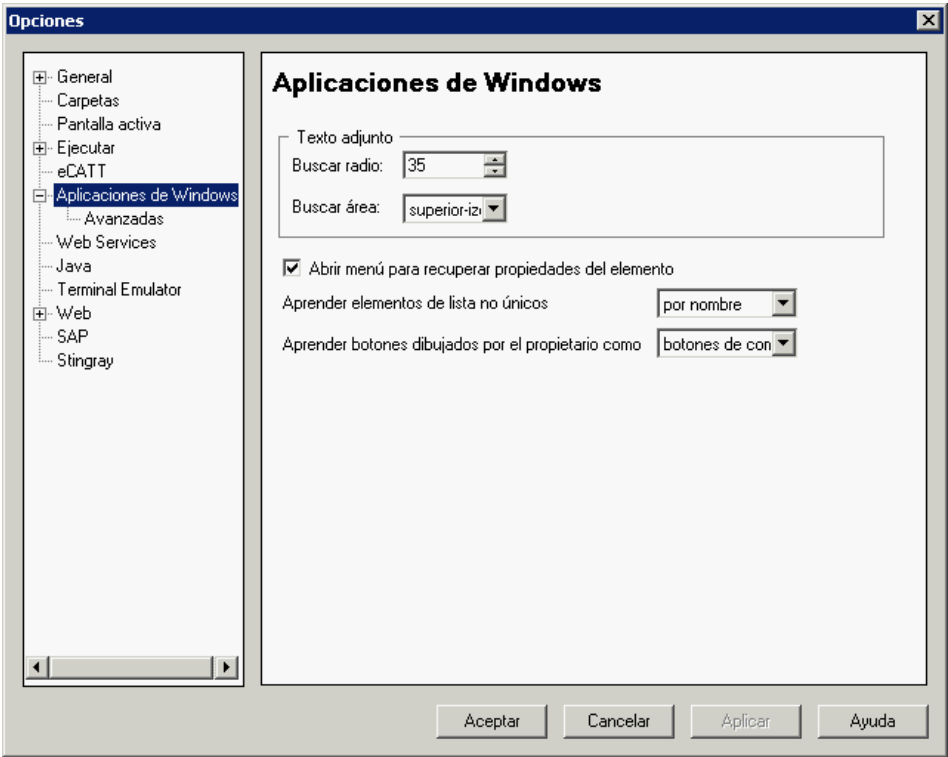 Opciones
General
Carpetas
Pantalla activa
Ejecutar
eCATT
Aplicaciones de Windows
Avanzadas
Web Services
Java
Terminal Emulator
Web
SAP
Stingray
Aplicaciones de Windows
Texto adjunto
Buscar radio: 35
Buscar área:
Abrir menú para recuperar propiedades del elemento
Aprender elementos de lista no únicos por nombre
Aprender botones dibujados por el propietario como botones de con
Aceptar Cancelar Aplicar Ayuda